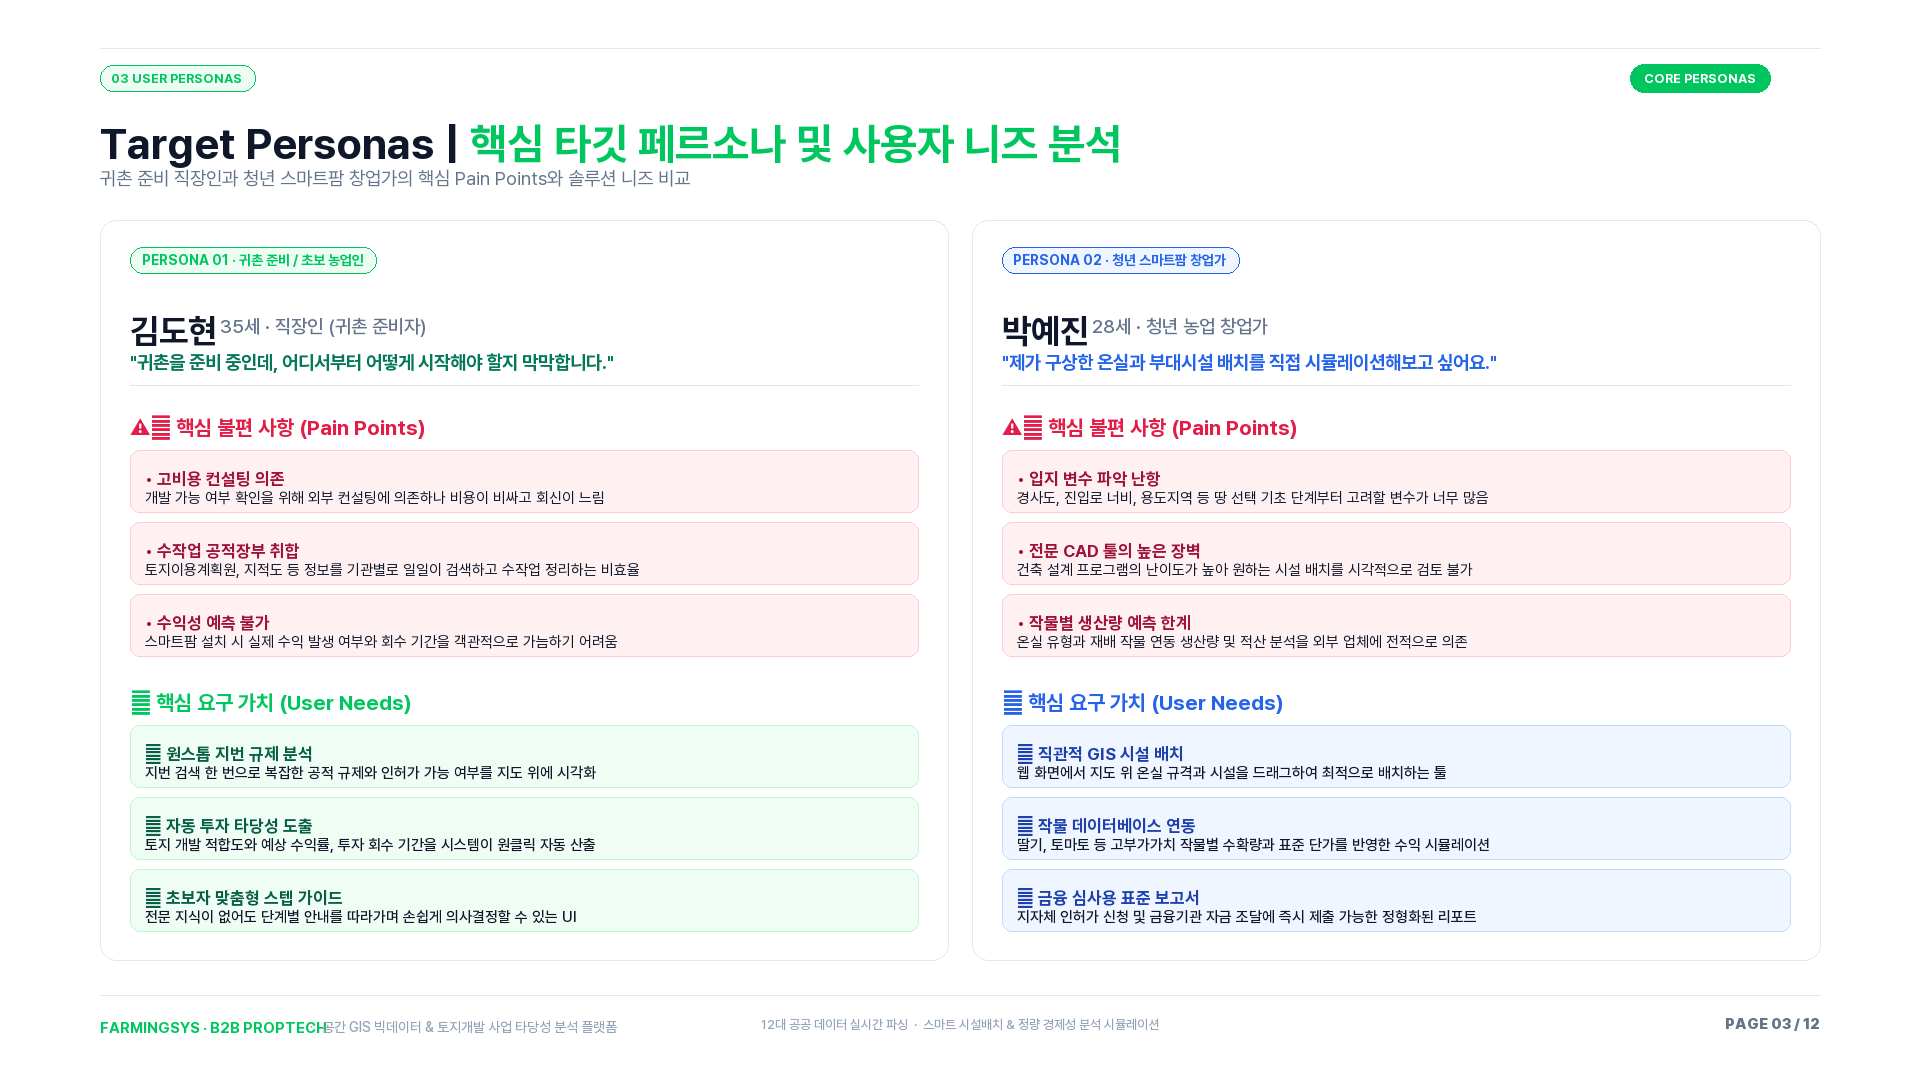 03 USER PERSONAS
CORE PERSONAS
Target Personas | 핵심 타깃 페르소나 및 사용자 니즈 분석
귀촌 준비 직장인과 청년 스마트팜 창업가의 핵심 Pain Points와 솔루션 니즈 비교
PERSONA 01 · 귀촌 준비 / 초보 농업인
김도현 35세 · 직장인 (귀촌 준비자)
"귀촌을 준비 중인데, 어디서부터 어떻게 시작해야 할지 막막합니다."
⚠ 핵심 불편 사항 (Pain Points)
• 고비용 컨설팅 의존
개발 가능 여부 확인을 위해 외부 컨설팅에 의존하나 비용이 비싸고 회신이 느림
• 수작업 공적장부 취합
토지이용계획원, 지적도 등 정보를 기관별로 일일이 검색하고 수작업 정리하는 비효율
• 수익성 예측 불가
스마트팜 설치 시 실제 수익 발생 여부와 회수 기간을 객관적으로 가늠하기 어려움
핵심 요구 가치 (User Needs)
원스톱 지번 규제 분석
지번 검색 한 번으로 복잡한 공적 규제와 인허가 가능 여부를 지도 위에 시각화
자동 투자 타당성 도출
토지 개발 적합도와 예상 수익률, 투자 회수 기간을 시스템이 원클릭 자동 산출
초보자 맞춤형 스텝 가이드
전문 지식이 없어도 단계별 안내를 따라가며 손쉽게 의사결정할 수 있는 UI
PERSONA 02 · 청년 스마트팜 창업가
박예진 28세 · 청년 농업 창업가
"제가 구상한 온실과 부대시설 배치를 직접 시뮬레이션해보고 싶어요."
⚠ 핵심 불편 사항 (Pain Points)
• 입지 변수 파악 난항
경사도, 진입로 너비, 용도지역 등 땅 선택 기초 단계부터 고려할 변수가 너무 많음
• 전문 CAD 툴의 높은 장벽
건축 설계 프로그램의 난이도가 높아 원하는 시설 배치를 시각적으로 검토 불가
• 작물별 생산량 예측 한계
온실 유형과 재배 작물 연동 생산량 및 적산 분석을 외부 업체에 전적으로 의존
핵심 요구 가치 (User Needs)
직관적 GIS 시설 배치
웹 화면에서 지도 위 온실 규격과 시설을 드래그하여 최적으로 배치하는 툴
작물 데이터베이스 연동
딸기, 토마토 등 고부가가치 작물별 수확량과 표준 단가를 반영한 수익 시뮬레이션
금융 심사용 표준 보고서
지자체 인허가 신청 및 금융기관 자금 조달에 즉시 제출 가능한 정형화된 리포트
FARMINGSYS · B2B PROPTECH 공간 GIS 빅데이터 & 토지개발 사업 타당성 분석 플랫폼
12대 공공 데이터 실시간 파싱 · 스마트 시설배치 & 정량 경제성 분석 시뮬레이션
PAGE 03 / 12